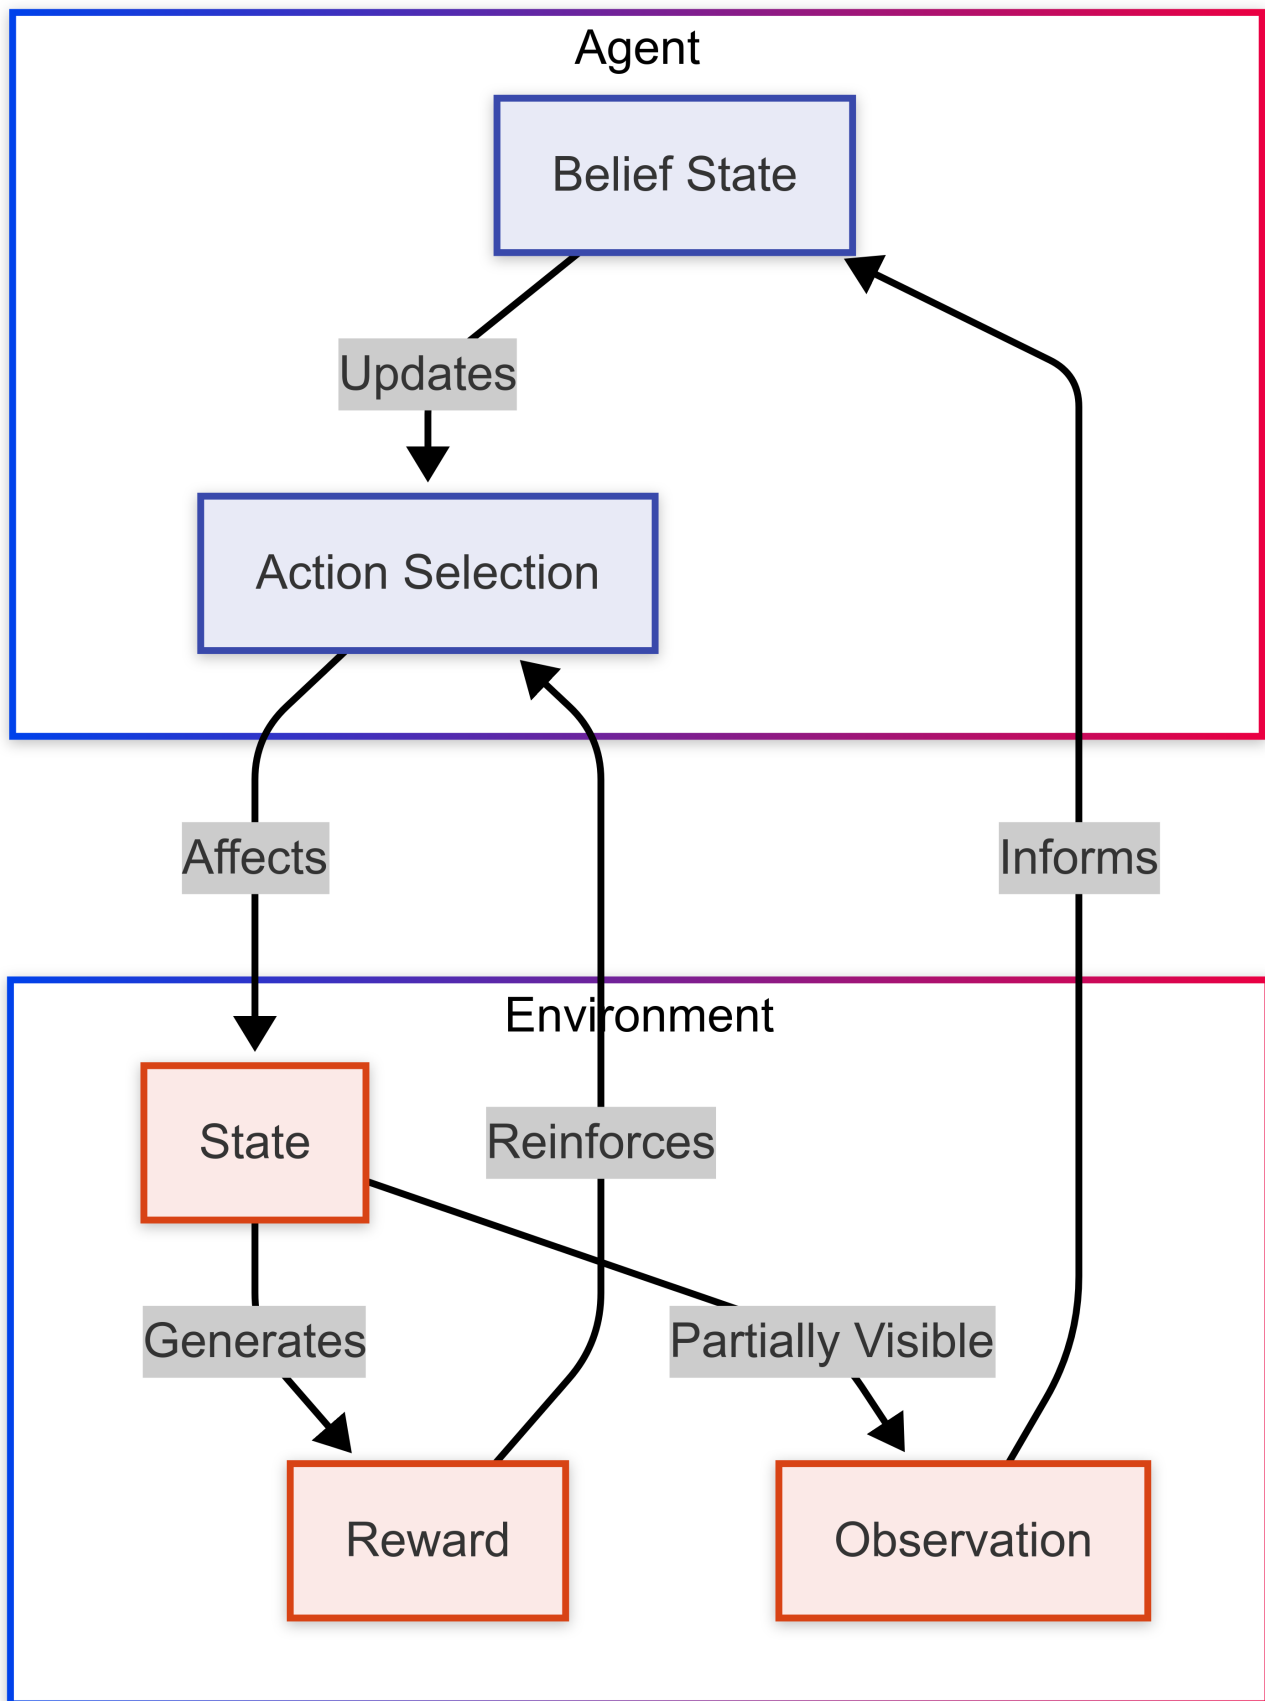 Agent
Belief State
Updates
Action Selection
Affects
Informs
Environment
State
Reinforces
Generates
Partially Visible
Reward
Observation